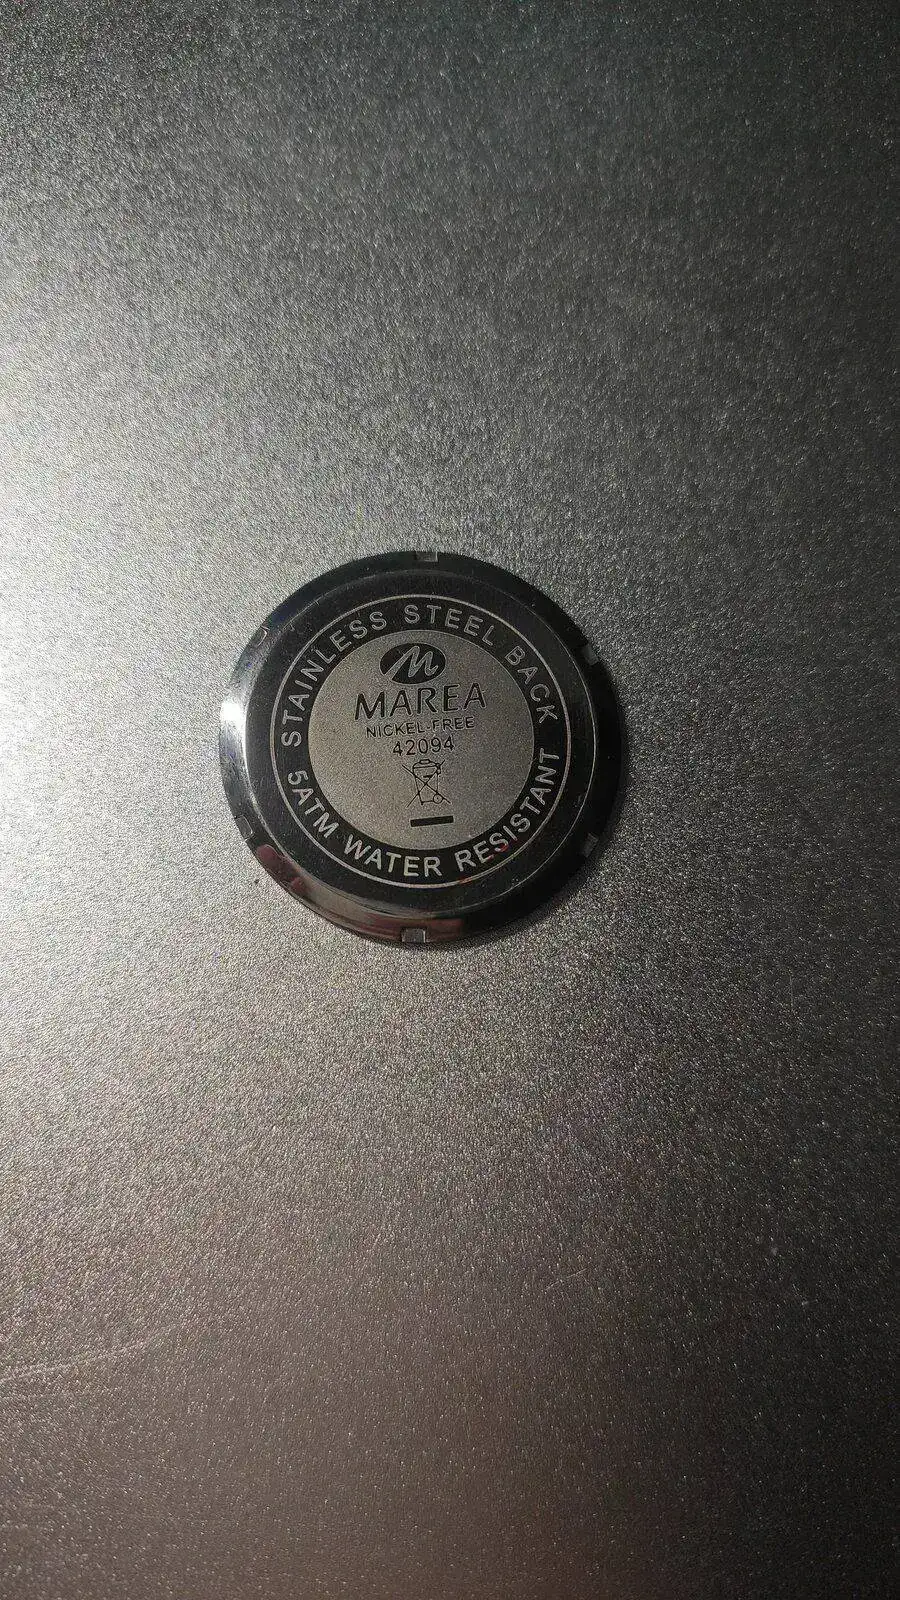 STAINLESS STEEL BACK
M
MAREA
NICKEL-FREE
42094
5ATM WATER RESISTANT